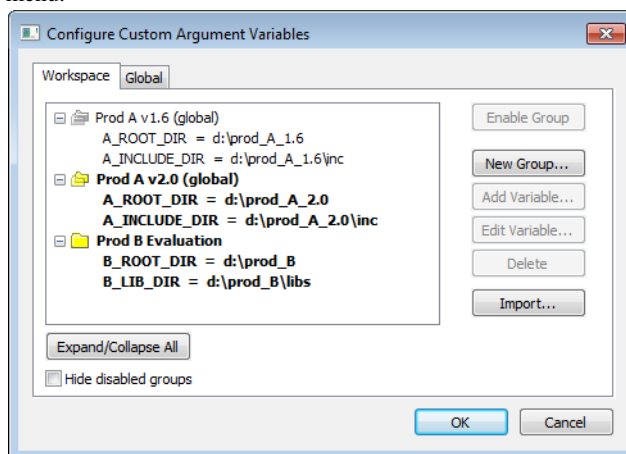 menu.
Configure Custom Argument Variables
Workspace Global
Prod A v1.6 (global)
A_ROOT_DIR = d:\prod_A_1.6
A_INCLUDE_DIR = d:\prod_A_1.6\inc
Prod A v2.0 (global)
A_ROOT_DIR = d:\prod_A_2.0
A_INCLUDE_DIR = d:\prod_A_2.0\inc
Prod B Evaluation
B_ROOT_DIR = d:\prod_B
B_LIB_DIR = d:\prod_B\libs
Enable Group
New Group...
Add Variable...
Edit Variable...
Delete
Import...
Expand/Collapse All
Hide disabled groups
OK Cancel